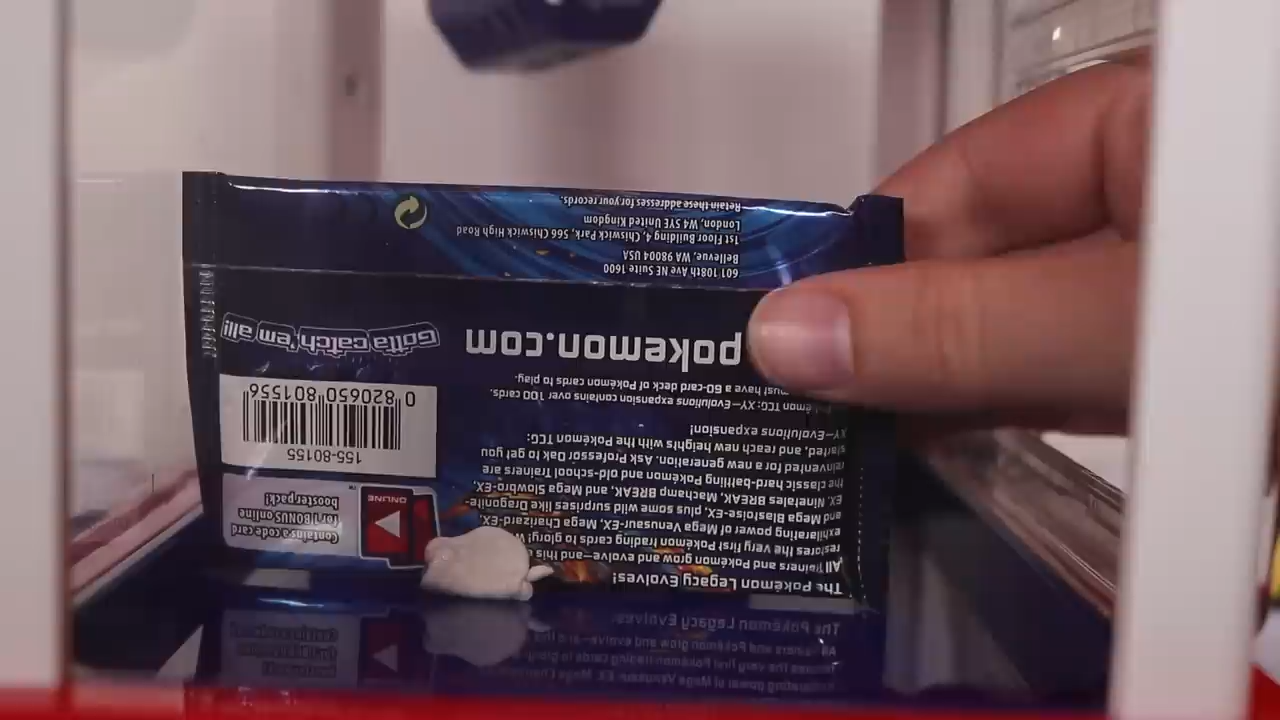 The Pokémon Legacy Evolves!
All Trainers and Pokémon grow and evolve—and this
restores the very first Pokémon trading cards to glory!
exhilarating power of Mega Venusaur-EX, Mega Charizard-EX,
and Mega Blastoise-EX, plus some wild surprises like Dragonite-
EX, Ninetales BREAK, Machamp BREAK, and Mega Slowbro-EX,
the classic hard-battling Pokémon and old-school Trainers are
reinvented for a new generation. Ask Professor Oak to get you
started, and reach new heights with the Pokémon TCG:
XY—Evolutions expansion!
Pokémon TCG: XY—Evolutions expansion contains over 100 cards.
must have a 60-card deck of Pokémon cards to play.
pokemon.com
Contains a code card
for 1 BONUS online
booster pack!
ONLINE
155-80155
0 820650 801556
Gotta catch 'em all!
601 108th Ave NE Suite 1600
Bellevue, WA 98004 USA
1st Floor Building 4, Chiswick Park, 566 Chiswick High Road
London, W4 5YE United Kingdom
Retain these addresses for your records.